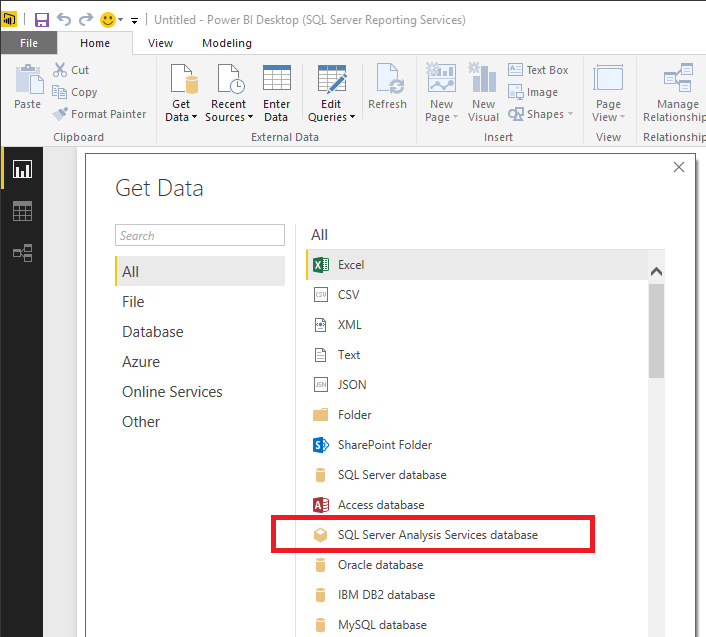 Untitled - Power BI Desktop (SQL Server Reporting Services)
File Home View Modeling
Paste
Cut
Copy
Format Painter
Clipboard
Get Data
Recent Sources
Enter Data
Edit Queries
Refresh
External Data
New Page
New Visual
Text Box
Image
Shapes
Insert
Page View
View
Manage
Relationship
Relationship
Get Data
Search
All
File
Database
Azure
Online Services
Other
All
Excel
CSV
CSV
XML
Text
JSN
JSON
Folder
S
SharePoint Folder
SQL Server database
A
Access database
SQL Server Analysis Services database
Oracle database
IBM DB2 database
MySQL database